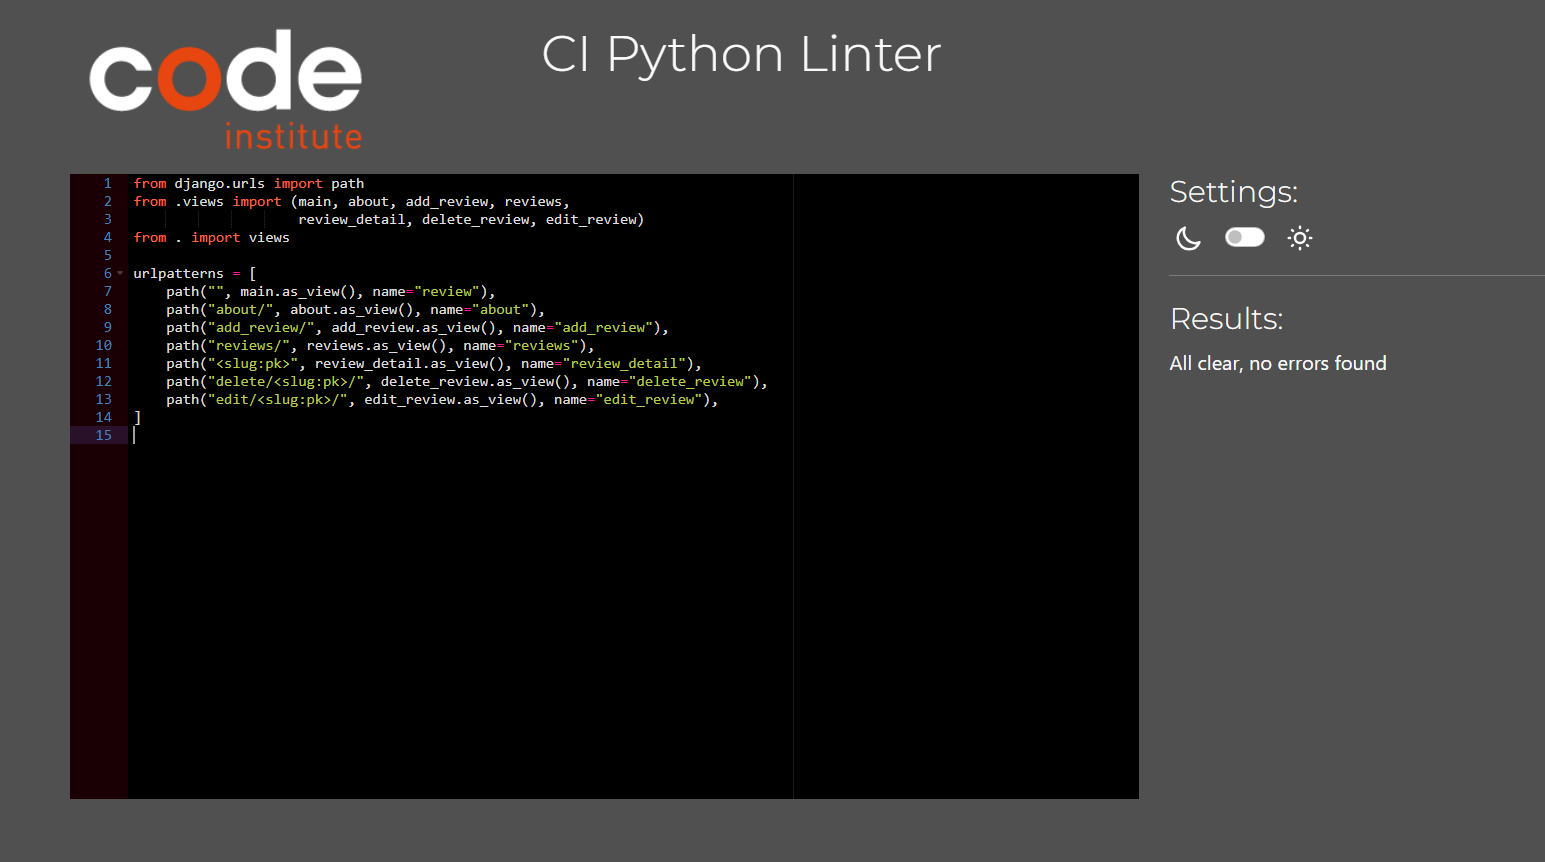 code
institute
CI Python Linter
1 from django.urls import path
2 from .views import (main, about, add_review, reviews,
3                     review_detail, delete_review, edit_review)
4 from . import views
5
6 urlpatterns = [
7     path("", main.as_view(), name="review"),
8     path("about/", about.as_view(), name="about"),
9     path("add_review/", add_review.as_view(), name="add_review"),
10     path("reviews/", reviews.as_view(), name="reviews"),
11     path("<slug:pk>", review_detail.as_view(), name="review_detail"),
12     path("delete/<slug:pk>/", delete_review.as_view(), name="delete_review"),
13     path("edit/<slug:pk>/", edit_review.as_view(), name="edit_review"),
14 ]
15
Settings:
Results:
All clear, no errors found